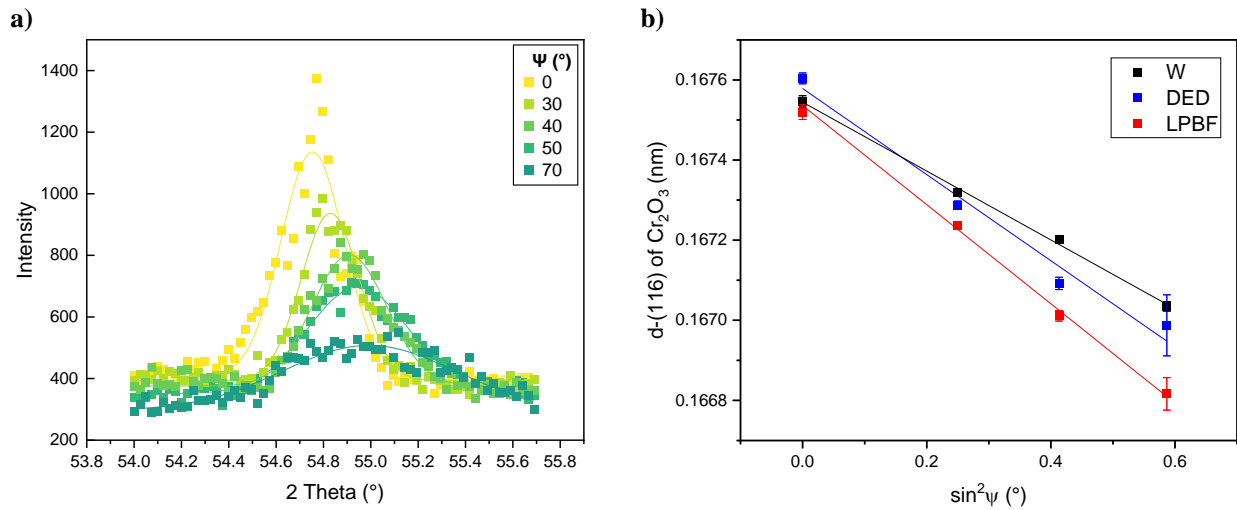 a)
1400
1200
1000
800
600
400
200
Intensity
53.8 54.0 54.2 54.4 54.6 54.8 55.0 55.2 55.4 55.6 55.8
2 Theta (°)
Ψ (°)
0
30
40
50
70
b)
0.1676
0.1674
0.1672
0.1670
0.1668
d-(116) of Cr₂O₃ (nm)
0.0 0.2 0.4 0.6
sin²ψ (°)
W
DED
LPBF